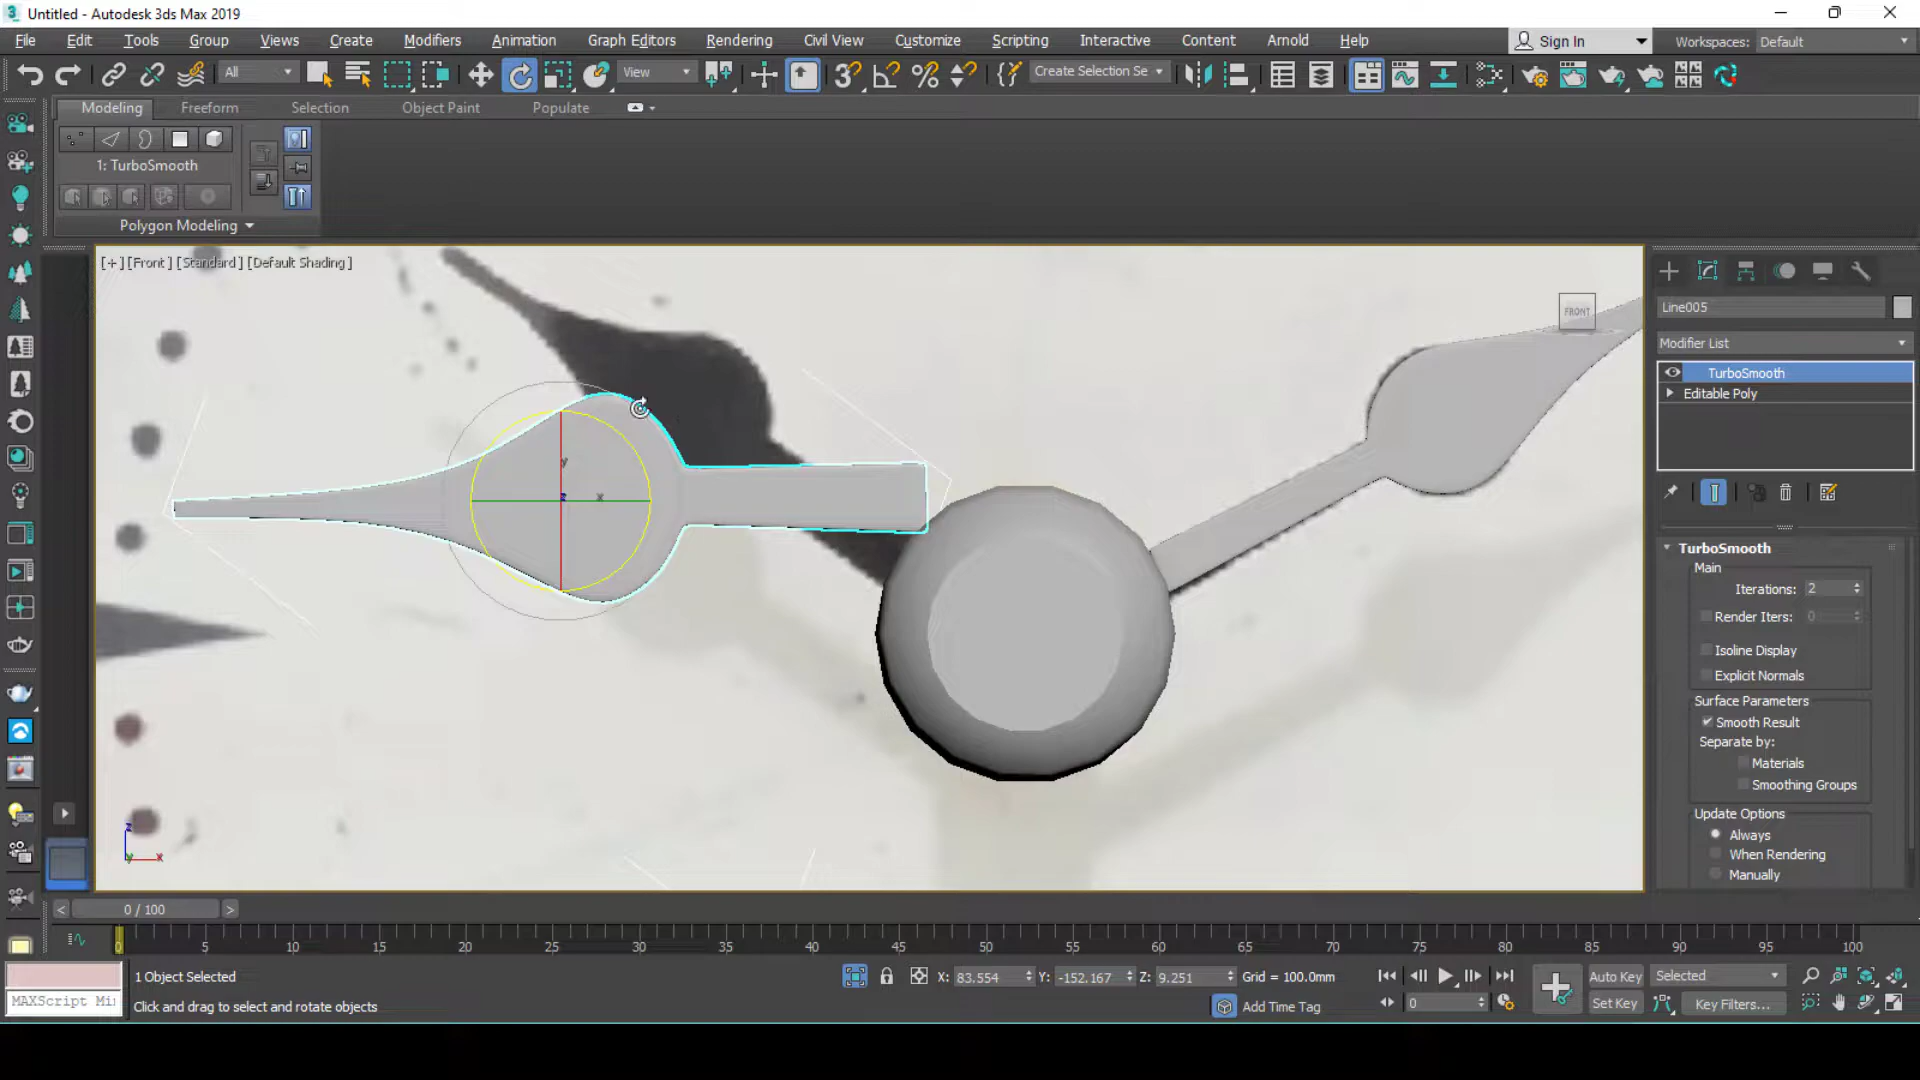 Untitled - Autodesk 3ds Max 2019
File Edit Tools Group Views Create Modifiers Animation Graph Editors Rendering Civil View Customize Scripting Interactive Content Arnold Help Sign In Workspaces: Default
All View Create Selection Se
Modeling Freeform Selection Object Paint Populate
1: TurboSmooth
Polygon Modeling
[+] [Front] [Standard] [Default Shading]
FRONT
Line005
Modifier List
TurboSmooth
Editable Poly
TurboSmooth
Main
Iterations: 2
Render Iters: 0
Isoline Display
Explicit Normals
Surface Parameters
Smooth Result
Separate by:
Materials
Smoothing Groups
Update Options
Always
When Rendering
Manually
y
z x
z
y x
< 0 / 100 >
0 5 10 15 20 25 30 35 40 45 50 55 60 65 70 75 80 85 90 95 100
1 Object Selected X: 83.554 Y: -152.167 Z: 9.251 Grid = 100.0mm Auto Key Selected
MAXScript Mi Click and drag to select and rotate objects Add Time Tag 0 Set Key Key Filters...